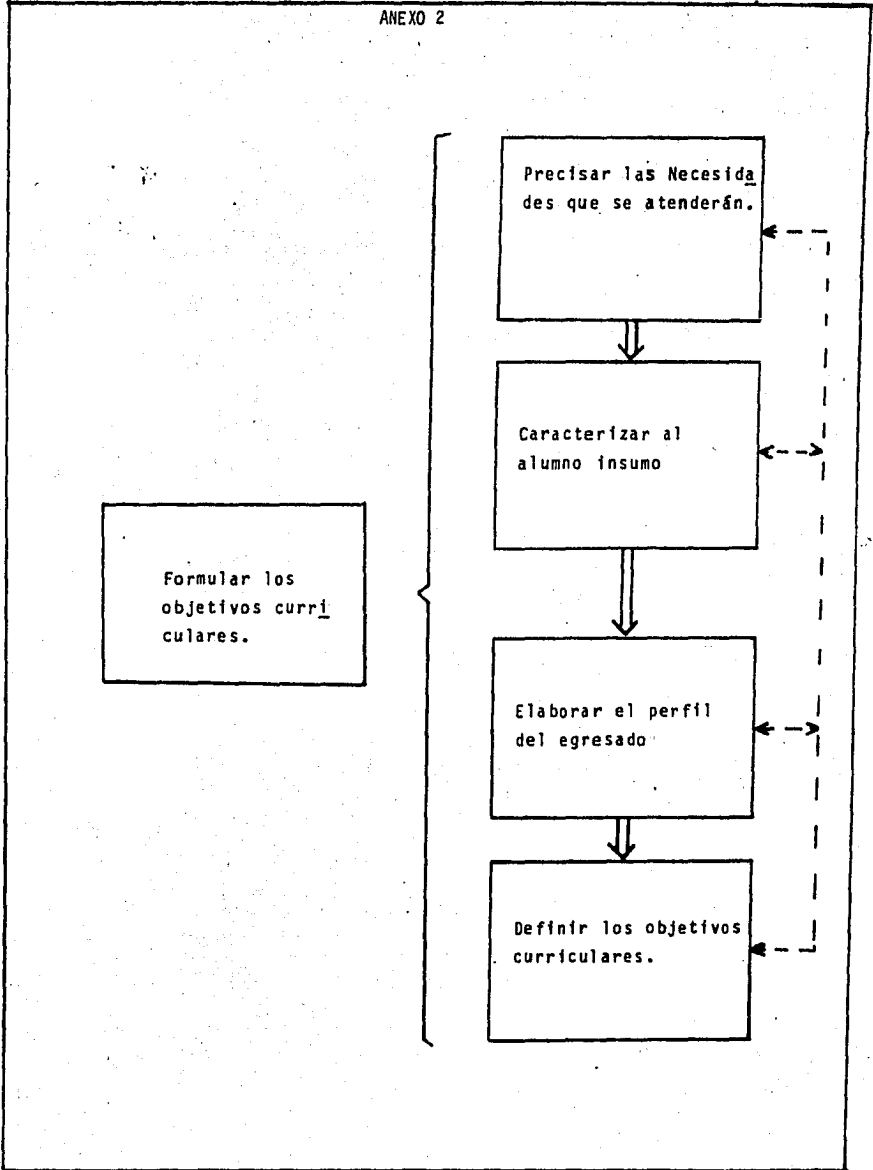 ANEXO 2
Precisar las Necesida
des que se atenderán.
Caracterizar al
alumno insumo
Formular los
objetivos curri
culares.
Elaborar el perfil
del egresado
Definir los objetivos
curriculares.